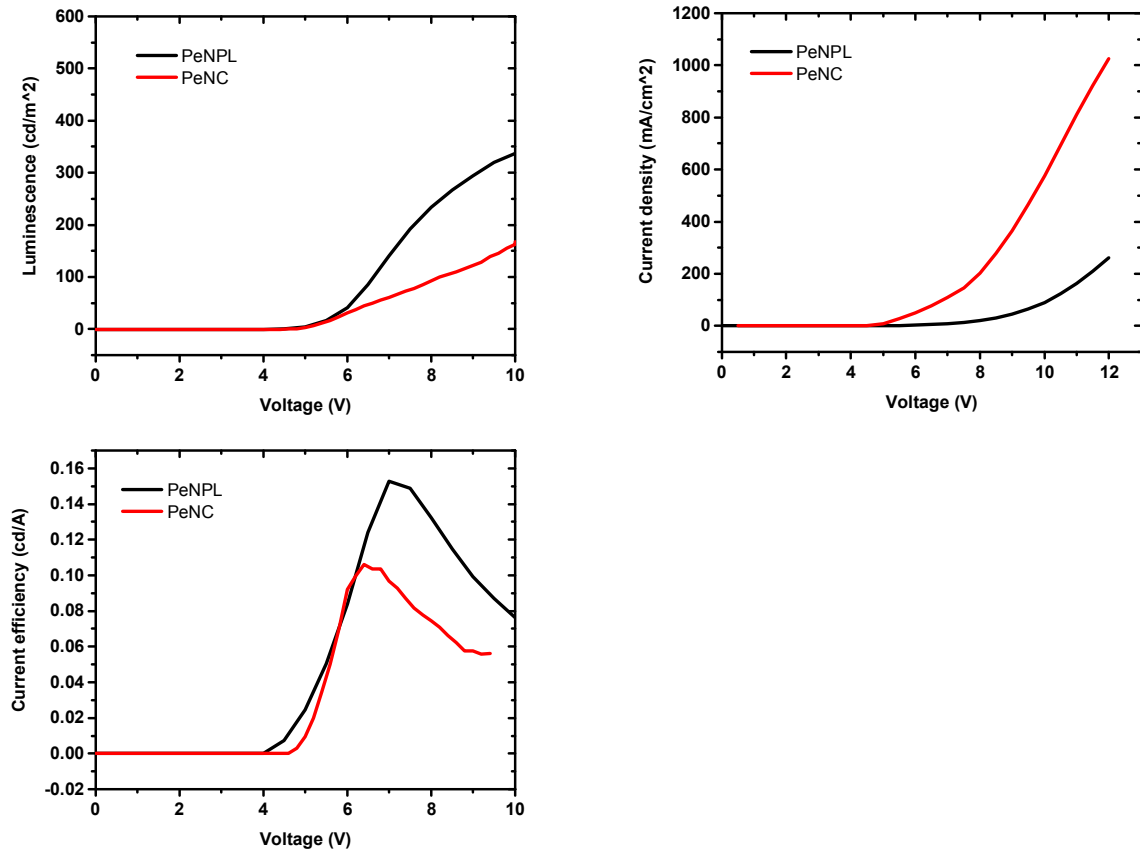 600
500
400
300
200
100
0
Luminescence (cd/m^2)
PeNPL
PeNC
0 2 4 6 8 10
Voltage (V)
1200
1000
800
600
400
200
0
Current density (mA/cm^2)
PeNPL
PeNC
0 2 4 6 8 10 12
Voltage (V)
0.16
0.14
0.12
0.10
0.08
0.06
0.04
0.02
0.00
-0.02
Current efficiency (cd/A)
PeNPL
PeNC
0 2 4 6 8 10
Voltage (V)